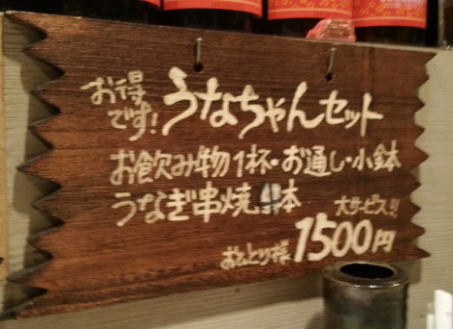 お得です！うなちゃんセット
お飲み物1杯・お通し・小鉢
うなぎ串焼4本
大サービス!!
おひとり様1500円